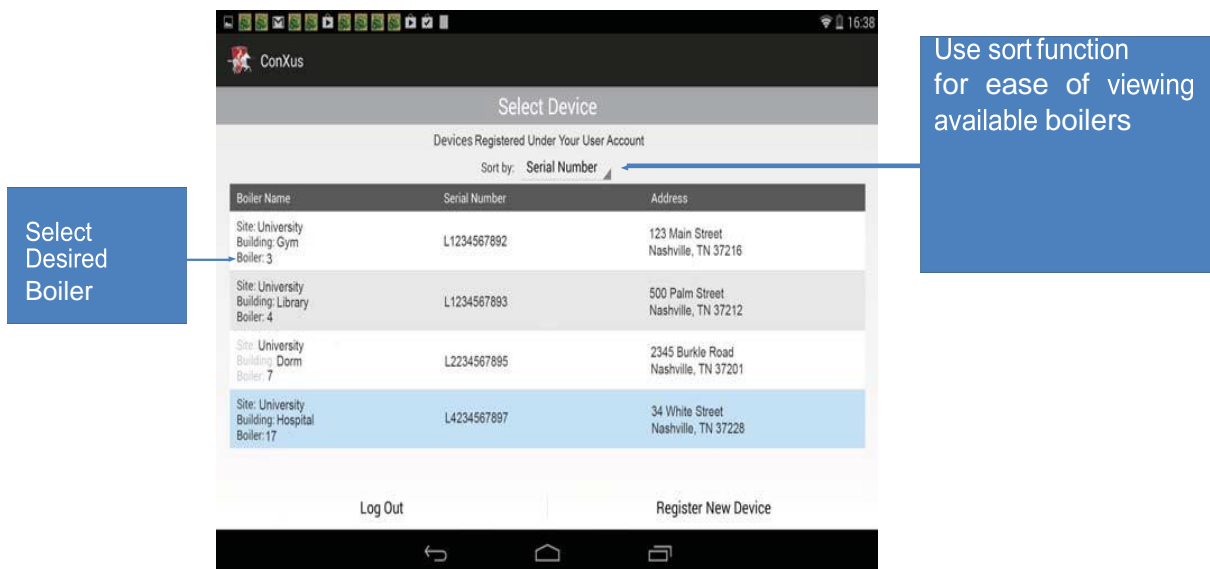 16:38
ConXus
Select Device
Devices Registered Under Your User Account
Sort by: Serial Number
Boiler Name Serial Number Address
Site: University
Building: Gym
Boiler: 3
L1234567892
123 Main Street
Nashville, TN 37216
Site: University
Building: Library
Boiler: 4
L1234567893
500 Palm Street
Nashville, TN 37212
Site: University
Building: Dorm
Boiler: 7
L2234567895
2345 Burkle Road
Nashville, TN 37201
Site: University
Building: Hospital
Boiler: 17
L4234567897
34 White Street
Nashville, TN 37228
Log Out Register New Device
Select
Desired
Boiler
Use sort function
for ease of viewing
available boilers